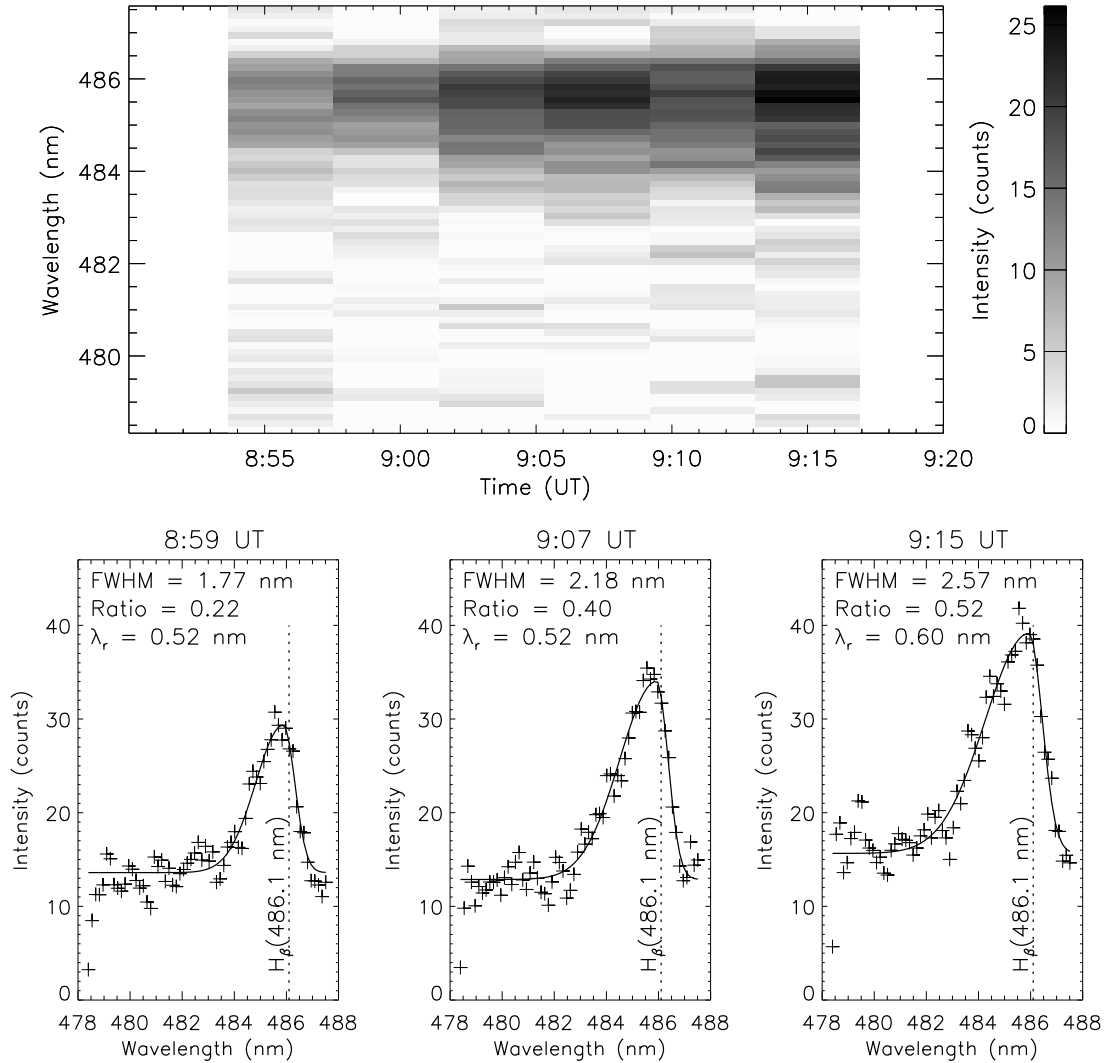 486
484
482
480
Wavelength (nm)
8:55 9:00 9:05 9:10 9:15 9:20
Time (UT)
25
20
15
10
5
0
Intensity (counts)
8:59 UT
FWHM = 1.77 nm
Ratio = 0.22
λr = 0.52 nm
40
30
20
10
0
Intensity (counts)
Hβ(486.1 nm)
478 480 482 484 486 488
Wavelength (nm)
9:07 UT
FWHM = 2.18 nm
Ratio = 0.40
λr = 0.52 nm
40
30
20
10
0
Intensity (counts)
Hβ(486.1 nm)
478 480 482 484 486 488
Wavelength (nm)
9:15 UT
FWHM = 2.57 nm
Ratio = 0.52
λr = 0.60 nm
40
30
20
10
0
Intensity (counts)
Hβ(486.1 nm)
478 480 482 484 486 488
Wavelength (nm)